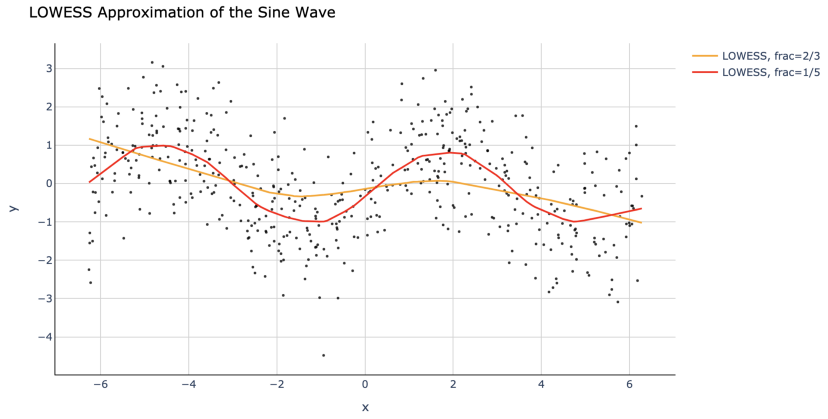 LOWESS Approximation of the Sine Wave
LOWESS, frac=2/3
LOWESS, frac=1/5
3
2
1
0
−1
−2
−3
−4
y
−6 −4 −2 0 2 4 6
x